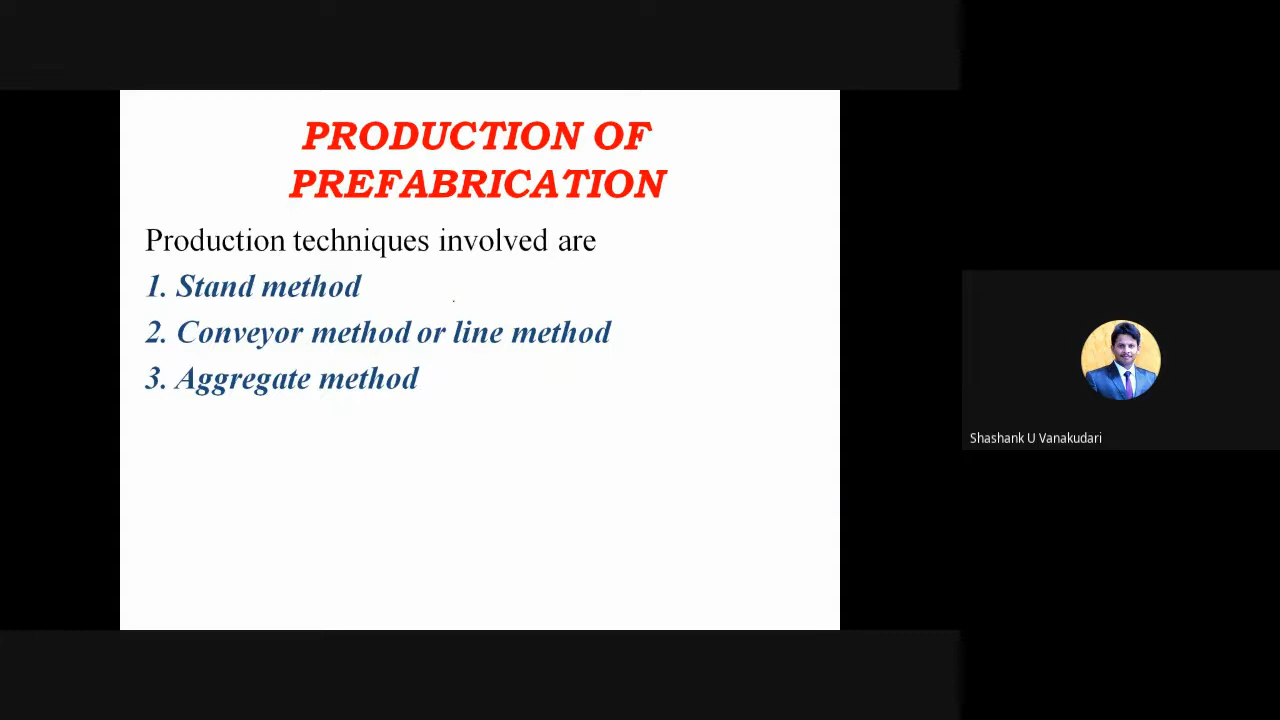 PRODUCTION OF
PREFABRICATION
Production techniques involved are
1. Stand method
2. Conveyor method or line method
3. Aggregate method
Shashank U Vanakudari